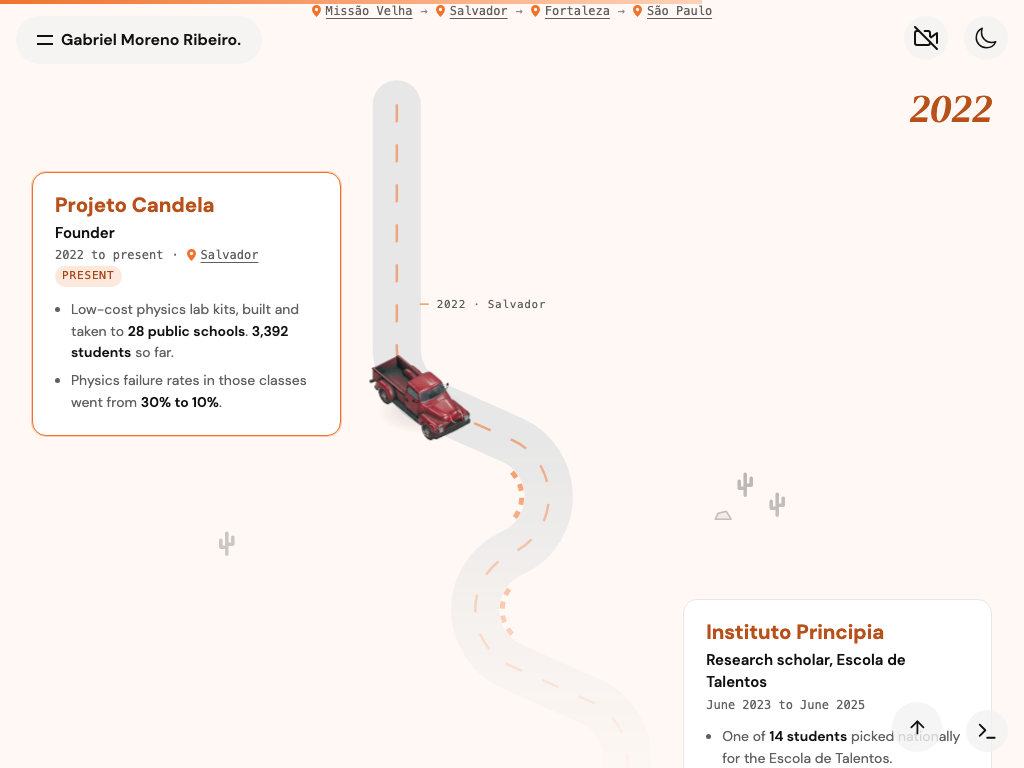 Missão Velha → Salvador → Fortaleza → São Paulo
Gabriel Moreno Ribeiro.
2022
Projeto Candela
Founder
2022 to present · Salvador
PRESENT
• Low-cost physics lab kits, built and
taken to 28 public schools. 3,392
students so far.
• Physics failure rates in those classes
went from 30% to 10%.
2022 · Salvador
Instituto Principia
Research scholar, Escola de
Talentos
June 2023 to June 2025
• One of 14 students picked nationally
for the Escola de Talentos.